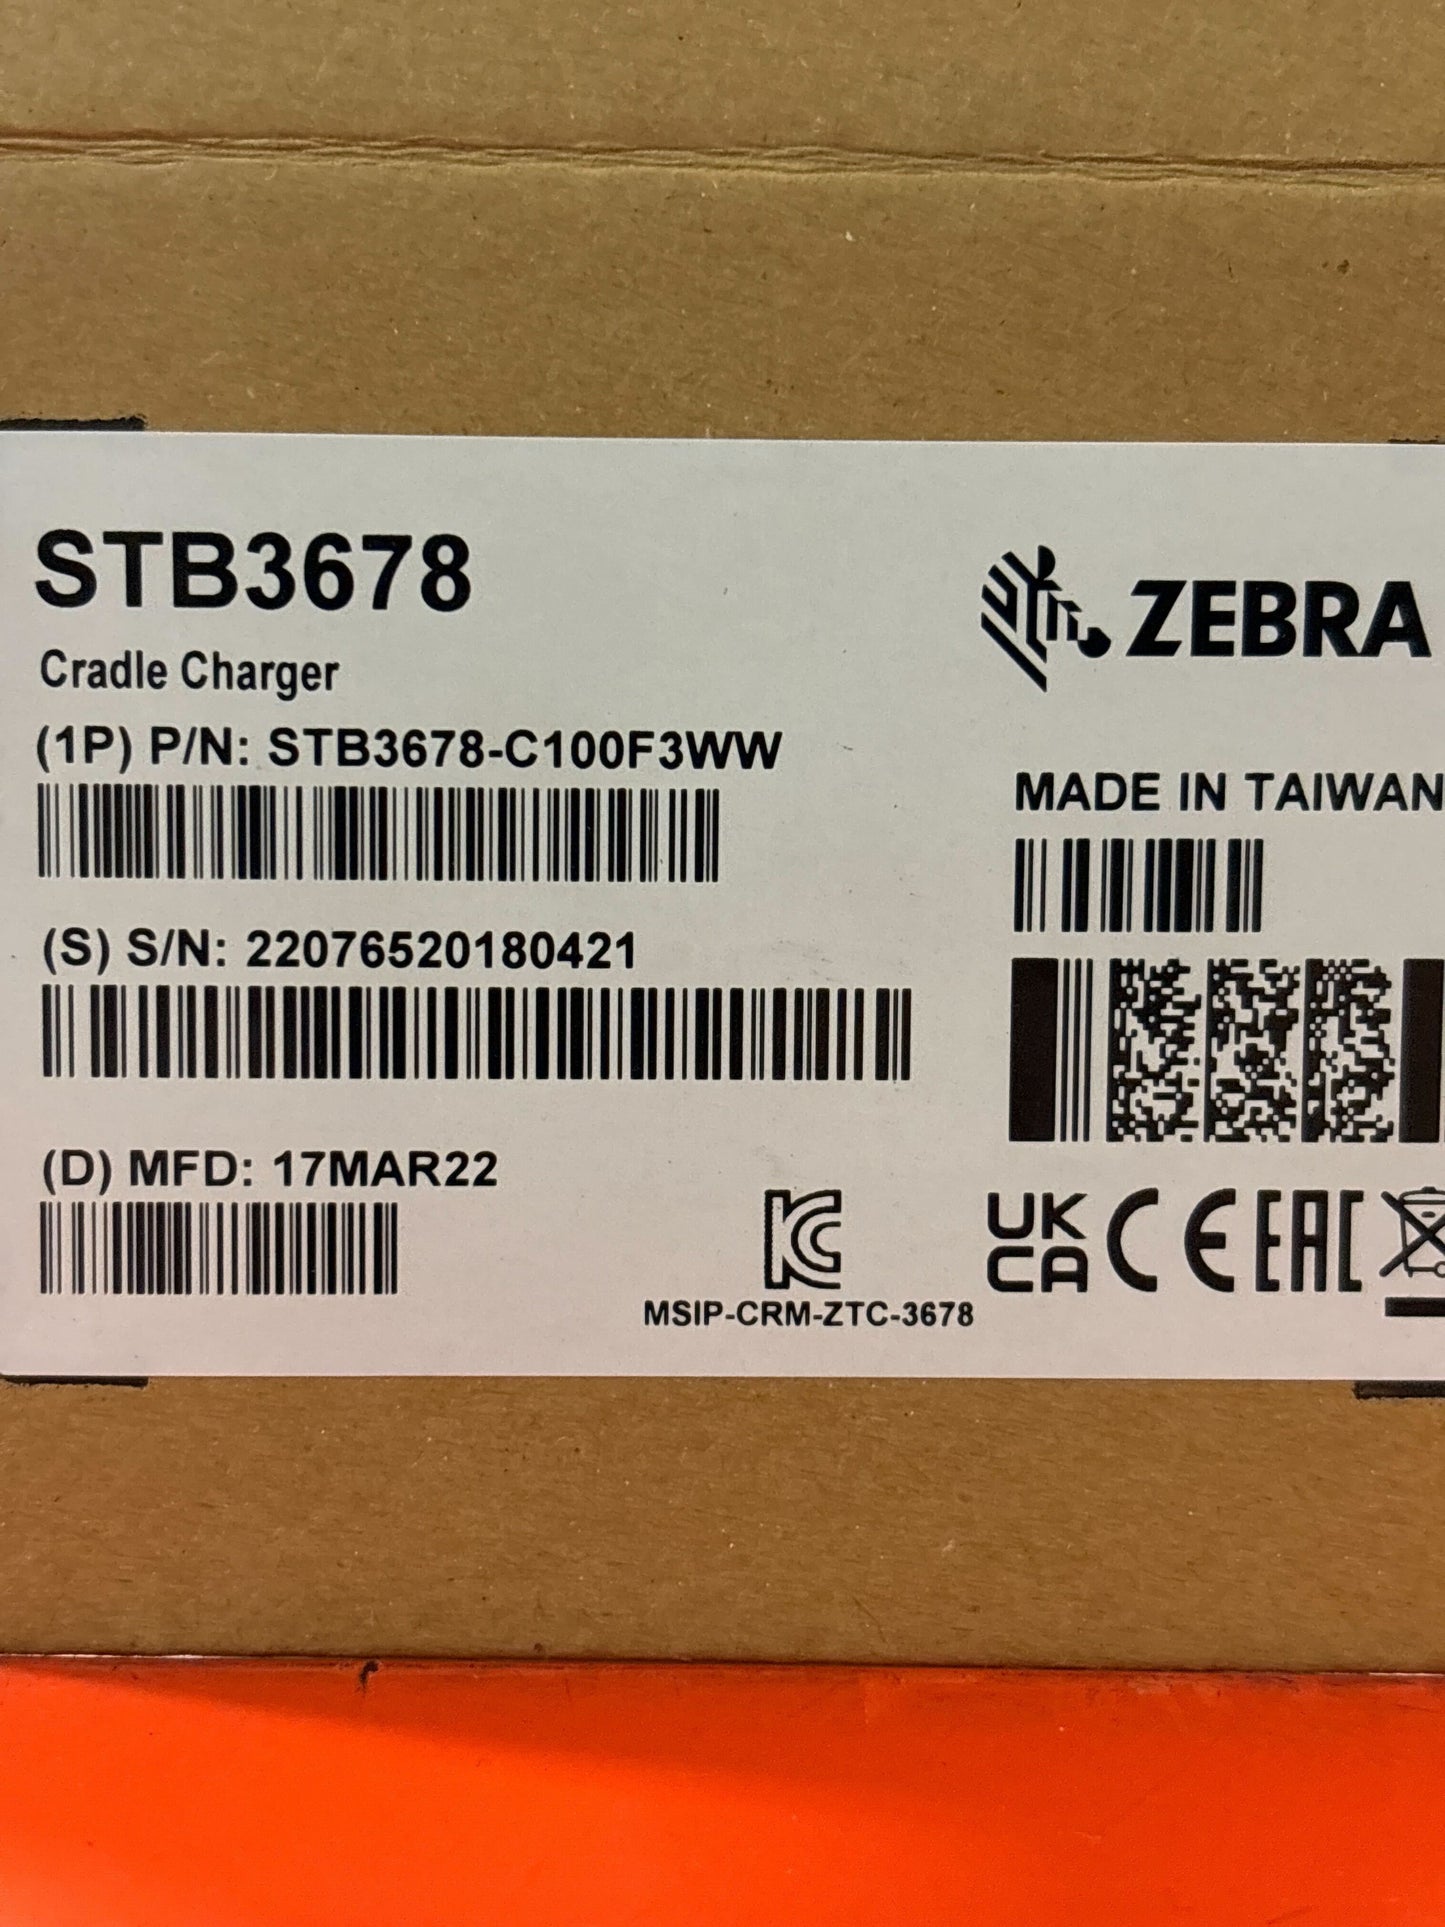 STB3678
ZEBRA
Cradle Charger
(1P) P/N: STB3678-C100F3WW
MADE IN TAIWAN
(S) S/N: 22076520180421
(D) MFD: 17MAR22
KC
MSIP-CRM-ZTC-3678
UK
CA
CE
EAC